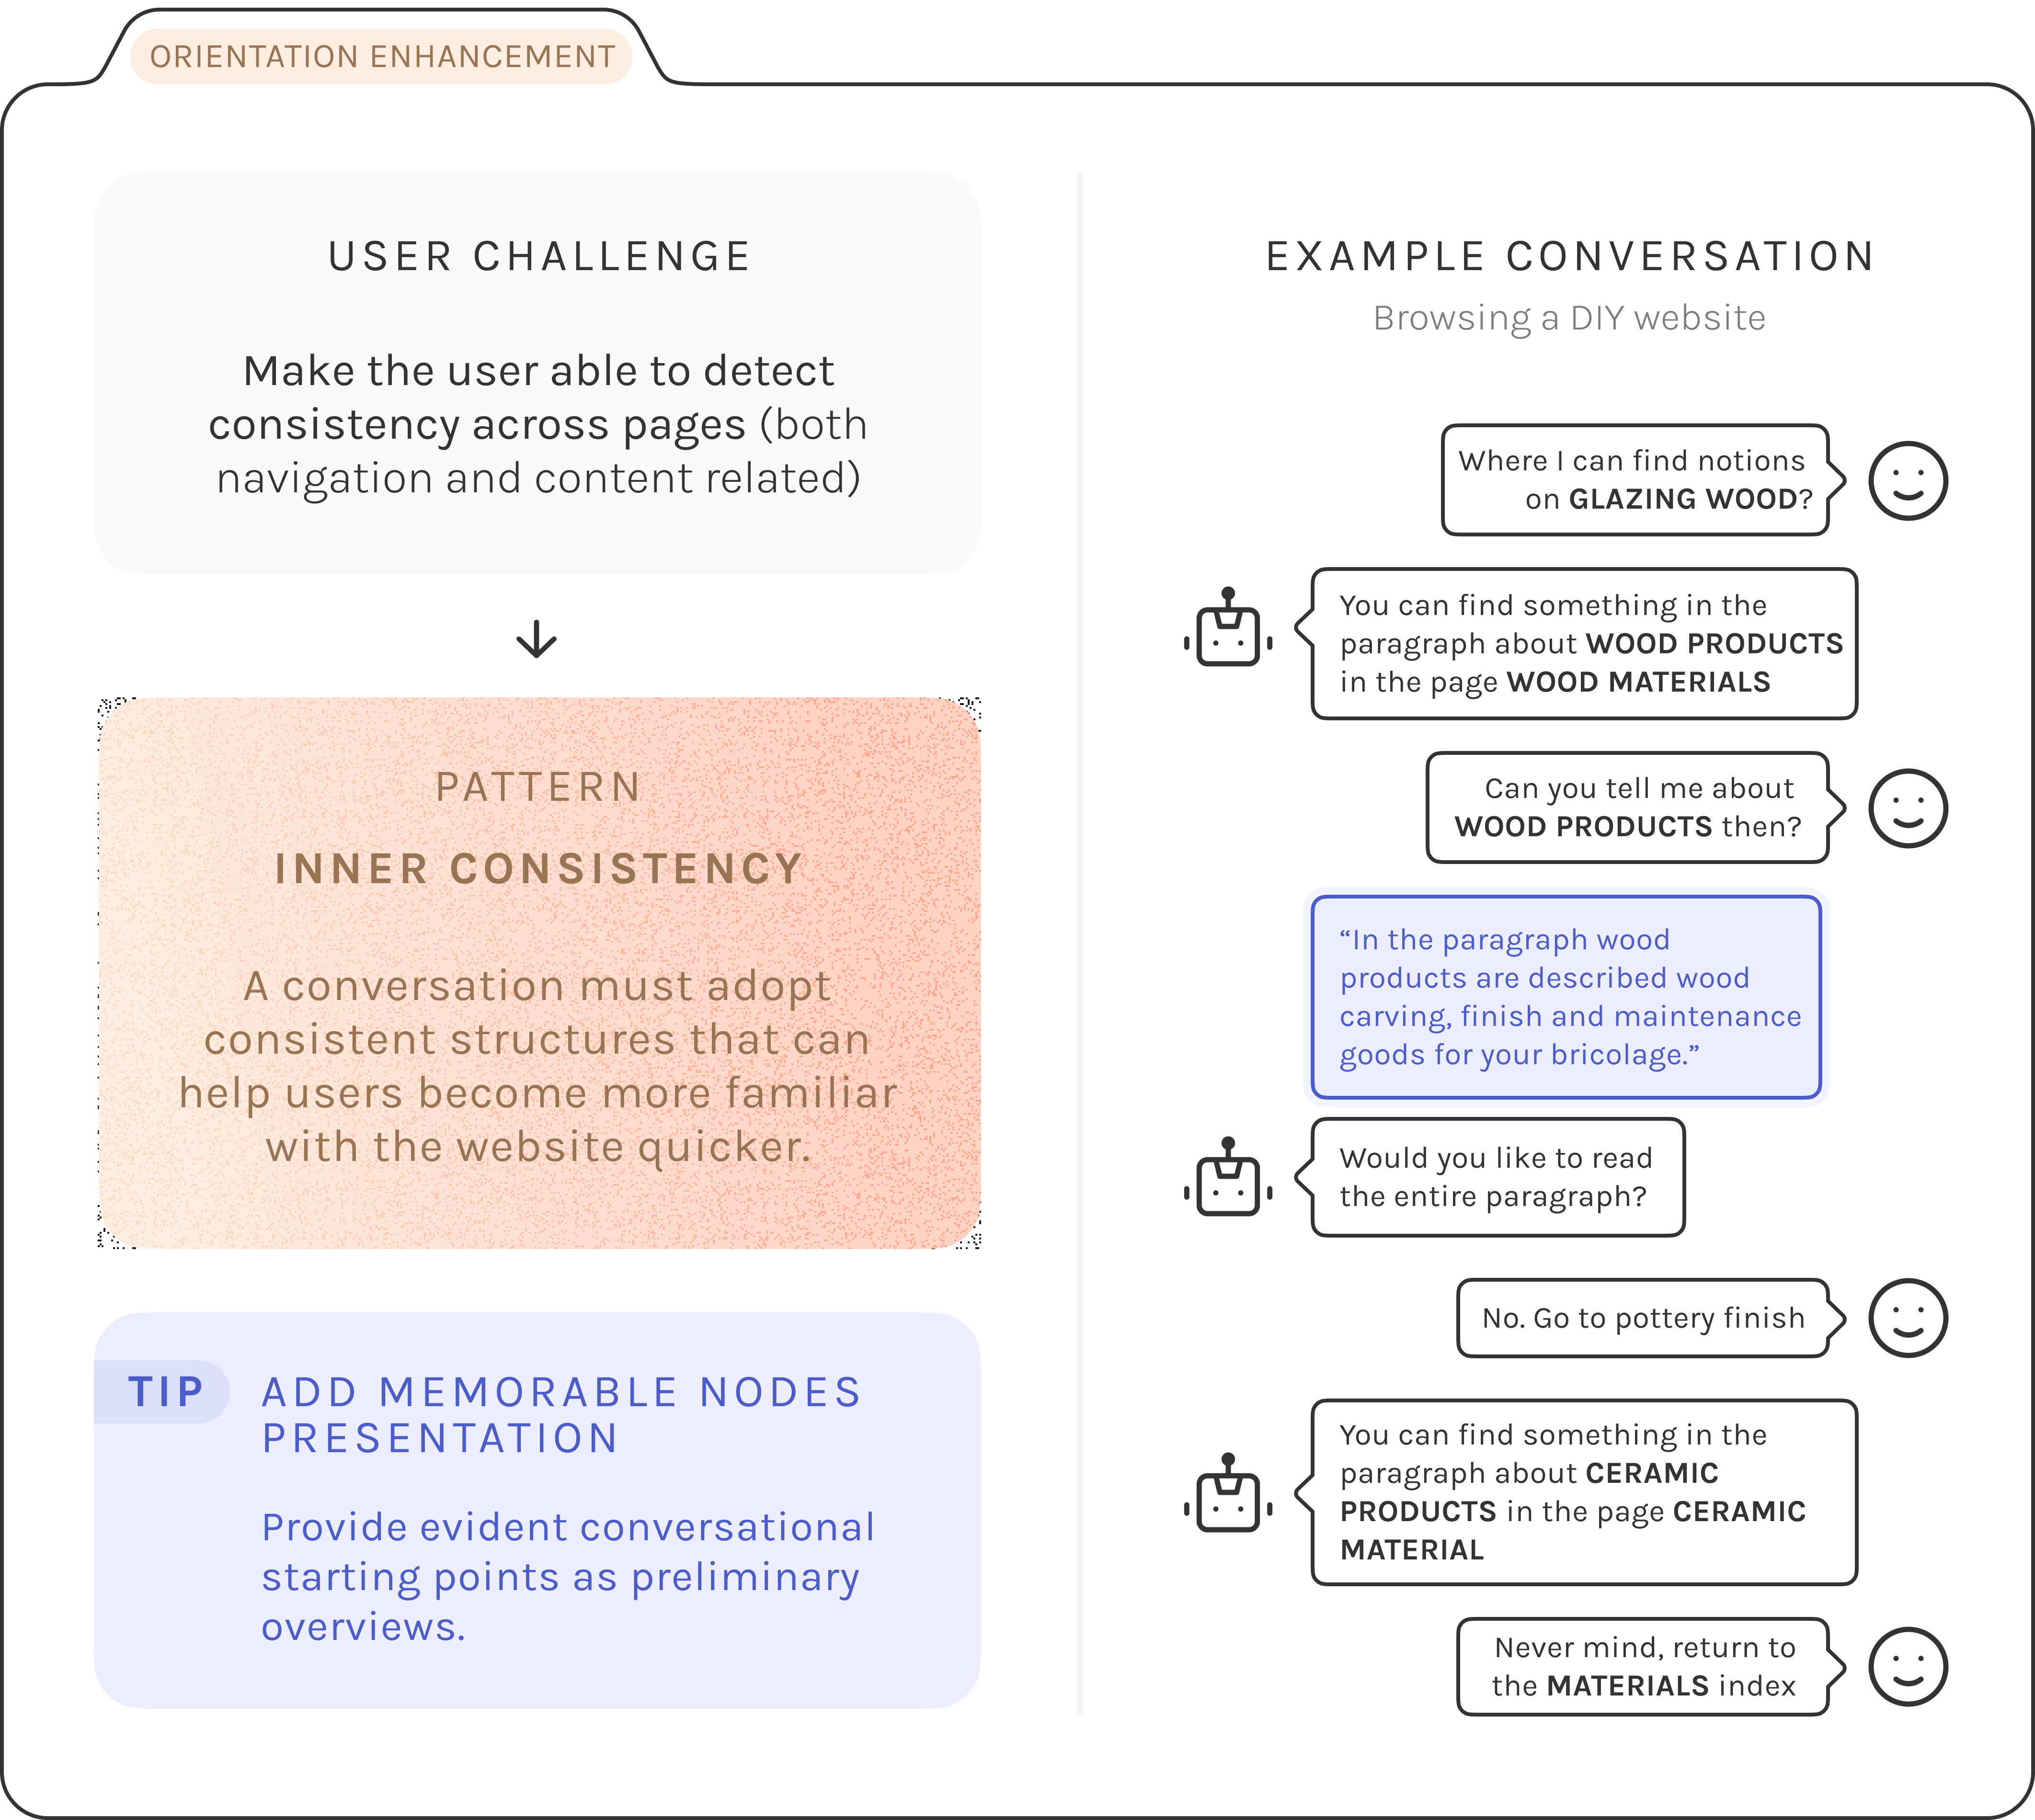 ORIENTATION ENHANCEMENT
USER CHALLENGE
Make the user able to detect
consistency across pages (both
navigation and content related)
PATTERN
INNER CONSISTENCY
A conversation must adopt
consistent structures that can
help users become more familiar
with the website quicker.
TIP
ADD MEMORABLE NODES
PRESENTATION
Provide evident conversational
starting points as preliminary
overviews.
EXAMPLE CONVERSATION
Browsing a DIY website
Where I can find notions
on GLAZING WOOD?
You can find something in the
paragraph about WOOD PRODUCTS
in the page WOOD MATERIALS
Can you tell me about
WOOD PRODUCTS then?
“In the paragraph wood
products are described wood
carving, finish and maintenance
goods for your bricolage.”
Would you like to read
the entire paragraph?
No. Go to pottery finish
You can find something in the
paragraph about CERAMIC
PRODUCTS in the page CERAMIC
MATERIAL
Never mind, return to
the MATERIALS index